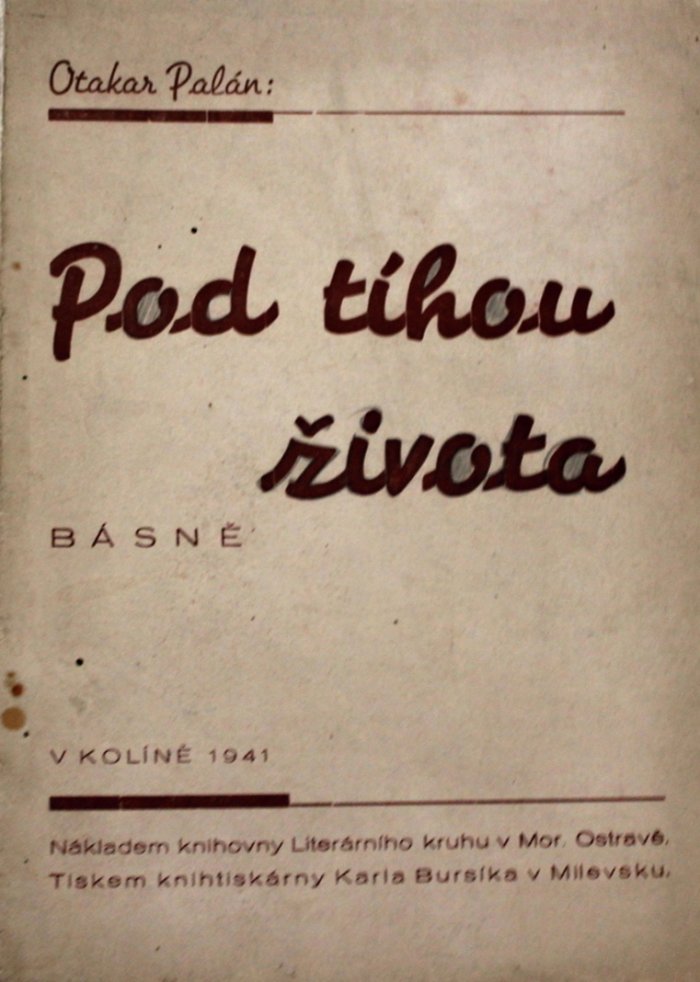 Otakar Palán:
Pod tíhou
života
BÁSNĚ
V KOLÍNĚ 1941
Nákladem knihovny Literárního kruhu v Mor. Ostravě.
Tiskem knihtiskárny Karla Bursíka v Milevsku.